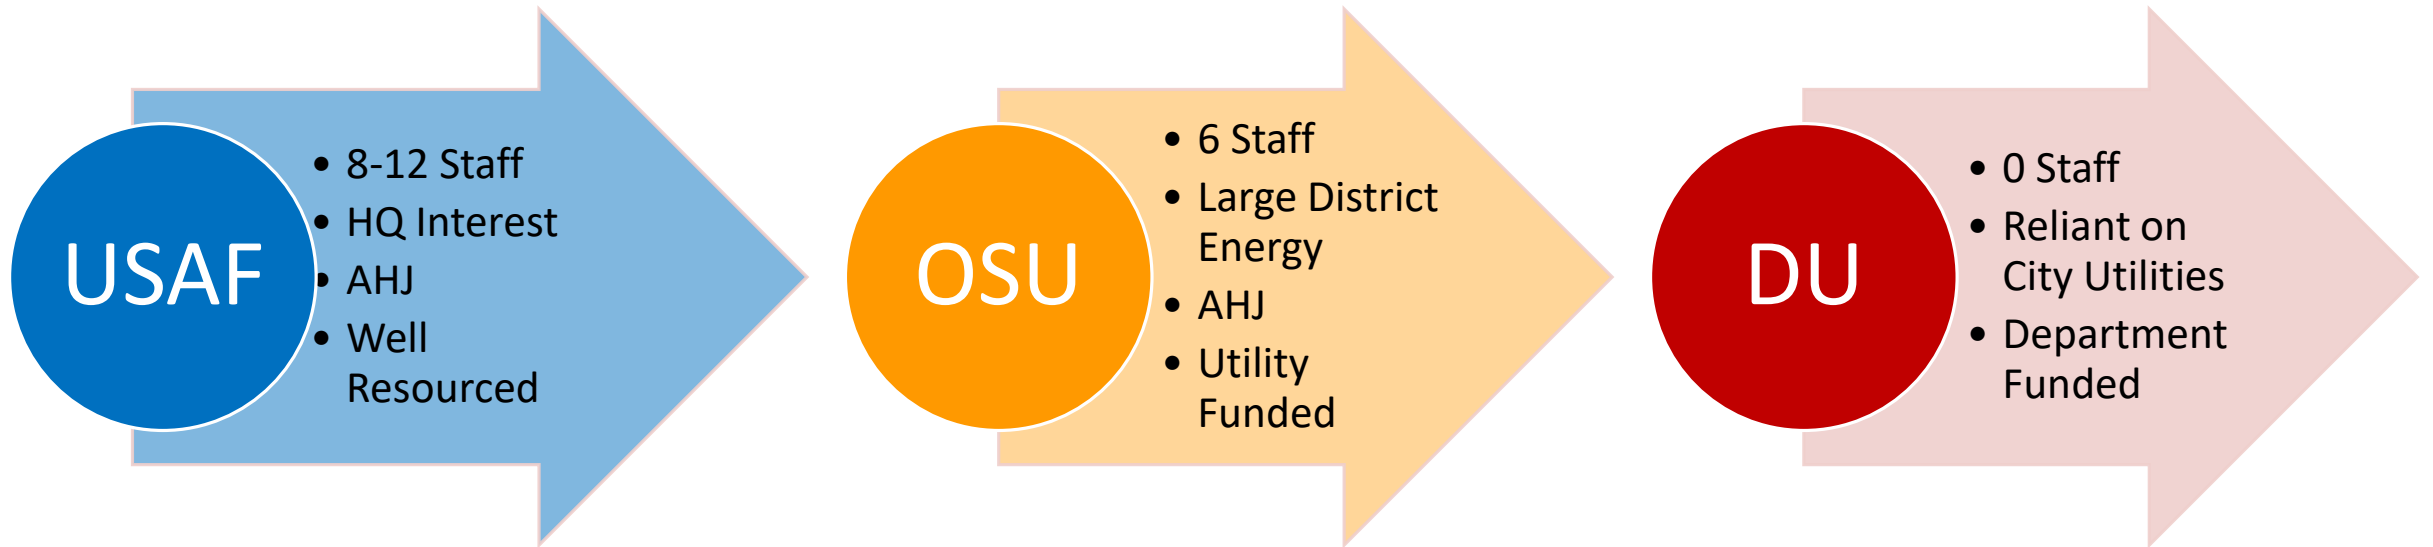 USAF
• 8-12 Staff
• HQ Interest
• AHJ
• Well
Resourced
OSU
• 6 Staff
• Large District
Energy
• AHJ
• Utility
Funded
DU
• 0 Staff
• Reliant on
City Utilities
• Department
Funded